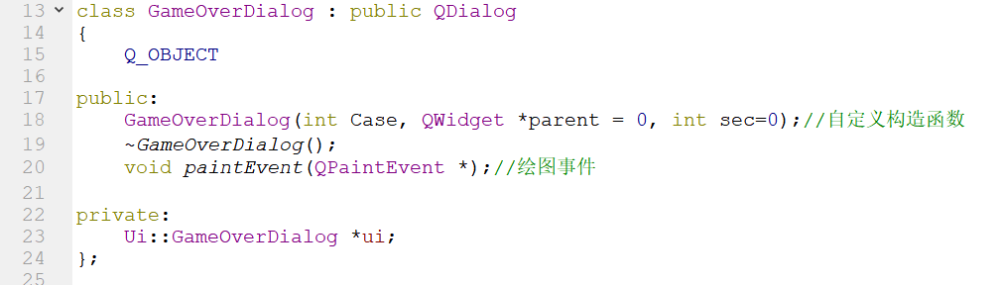 13 class GameOverDialog : public QDialog
14 {
15     Q_OBJECT
16
17 public:
18     GameOverDialog(int Case, QWidget *parent = 0, int sec=0);//自定义构造函数
19     ~GameOverDialog();
20     void paintEvent(QPaintEvent *);//绘图事件
21
22 private:
23     Ui::GameOverDialog *ui;
24 };
25